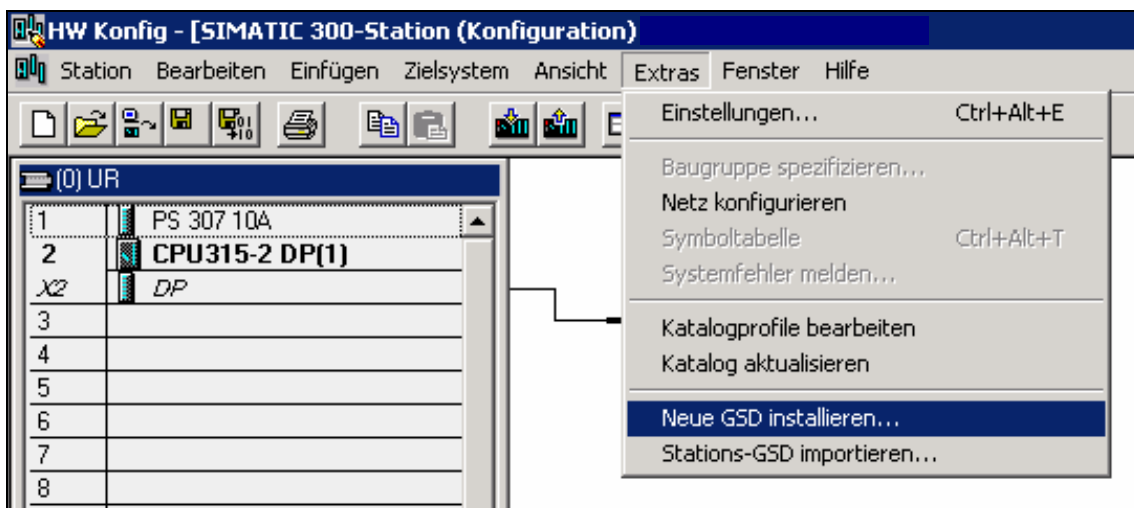 HW Konfig - [SIMATIC 300-Station (Konfiguration)
Station Bearbeiten Einfügen Zielsystem Ansicht Extras Fenster Hilfe
(0) UR
1 PS 307 10A
2 CPU315-2 DP(1)
X2 DP
3
4
5
6
7
8
Einstellungen... Ctrl+Alt+E
Baugruppe spezifizieren...
Netz konfigurieren
Symboltabelle Ctrl+Alt+T
Systemfehler melden...
Katalogprofile bearbeiten
Katalog aktualisieren
Neue GSD installieren...
Stations-GSD importieren...